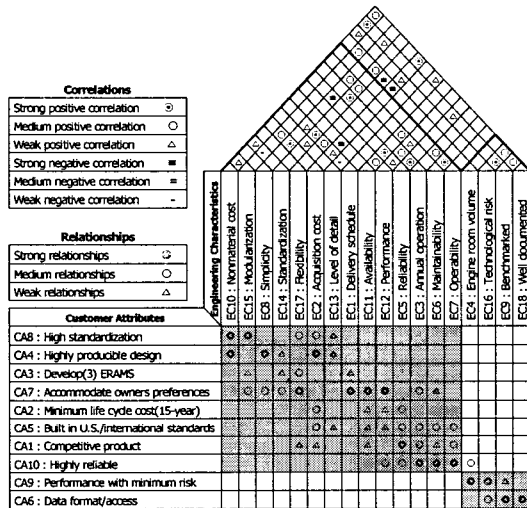 Correlations
Strong positive correlation
Medium positive correlation
Weak positive correlation
Strong negative correlation
Medium negative correlation
Weak negative correlation
Relationships
Strong relationships
Medium relationships
Weak relationships
Engineering Characteristics
EC10 : Nonmaterial cost
EC15 : Modularization
EC8 : Simplicity
EC14 : Standardization
EC17 : Flexibility
EC2 : Acquisition cost
EC13 : Level of detail
EC1 : Delivery schedule
EC11 : Availability
EC12 : Performance
EC5 : Reliability
EC3 : Annual operation
EC6 : Maintainability
EC7 : Operability
EC4 : Engine room volume
EC16 : Technological risk
EC9 : Benchmarked
EC18 : Well documented
Customer Attributes
CA8 : High standardization
CA4 : Highly producible design
CA3 : Develop(3) ERAMS
CA7 : Accommodate owners preferences
CA2 : Minimum life cycle cost(15-year)
CA5 : Built in U.S./international standards
CA1 : Competitive product
CA10 : Highly reliable
CA9 : Performance with minimum risk
CA6 : Data format/access